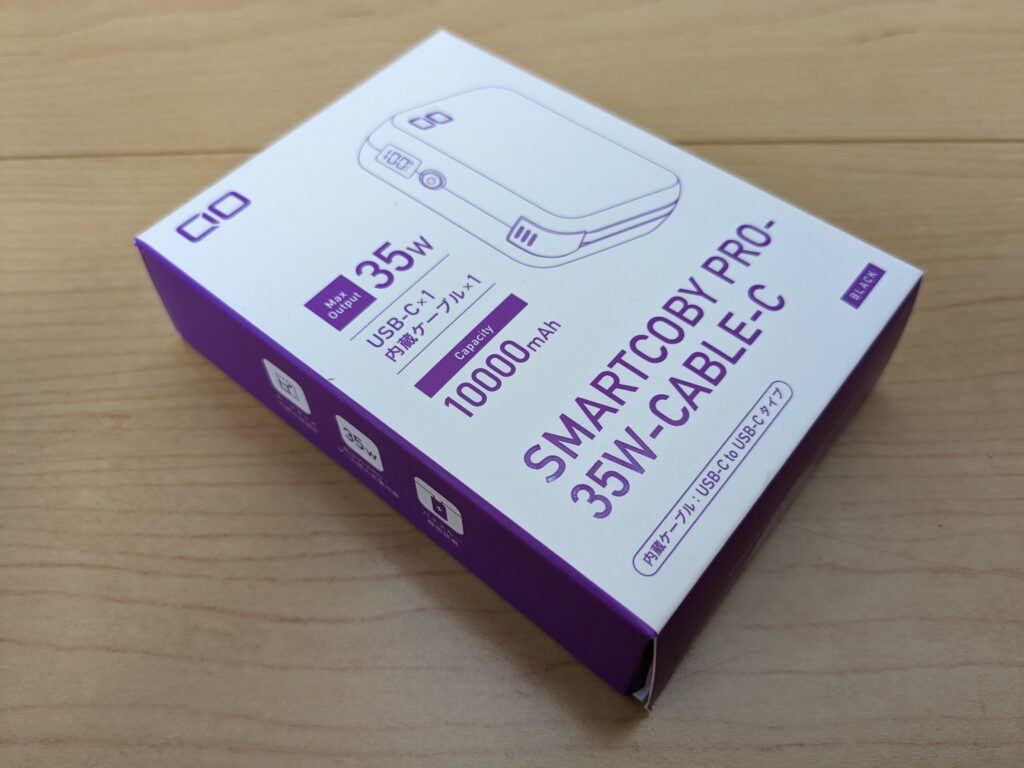 CIO
CIO
100%
Max
Output
35W
USB-C×1
内蔵ケーブル×1
Capacity
10000mAh
SMARTCOBY PRO-
35W-CABLE-C
BLACK
内蔵ケーブル：USB-C to USB-C タイプ
35W